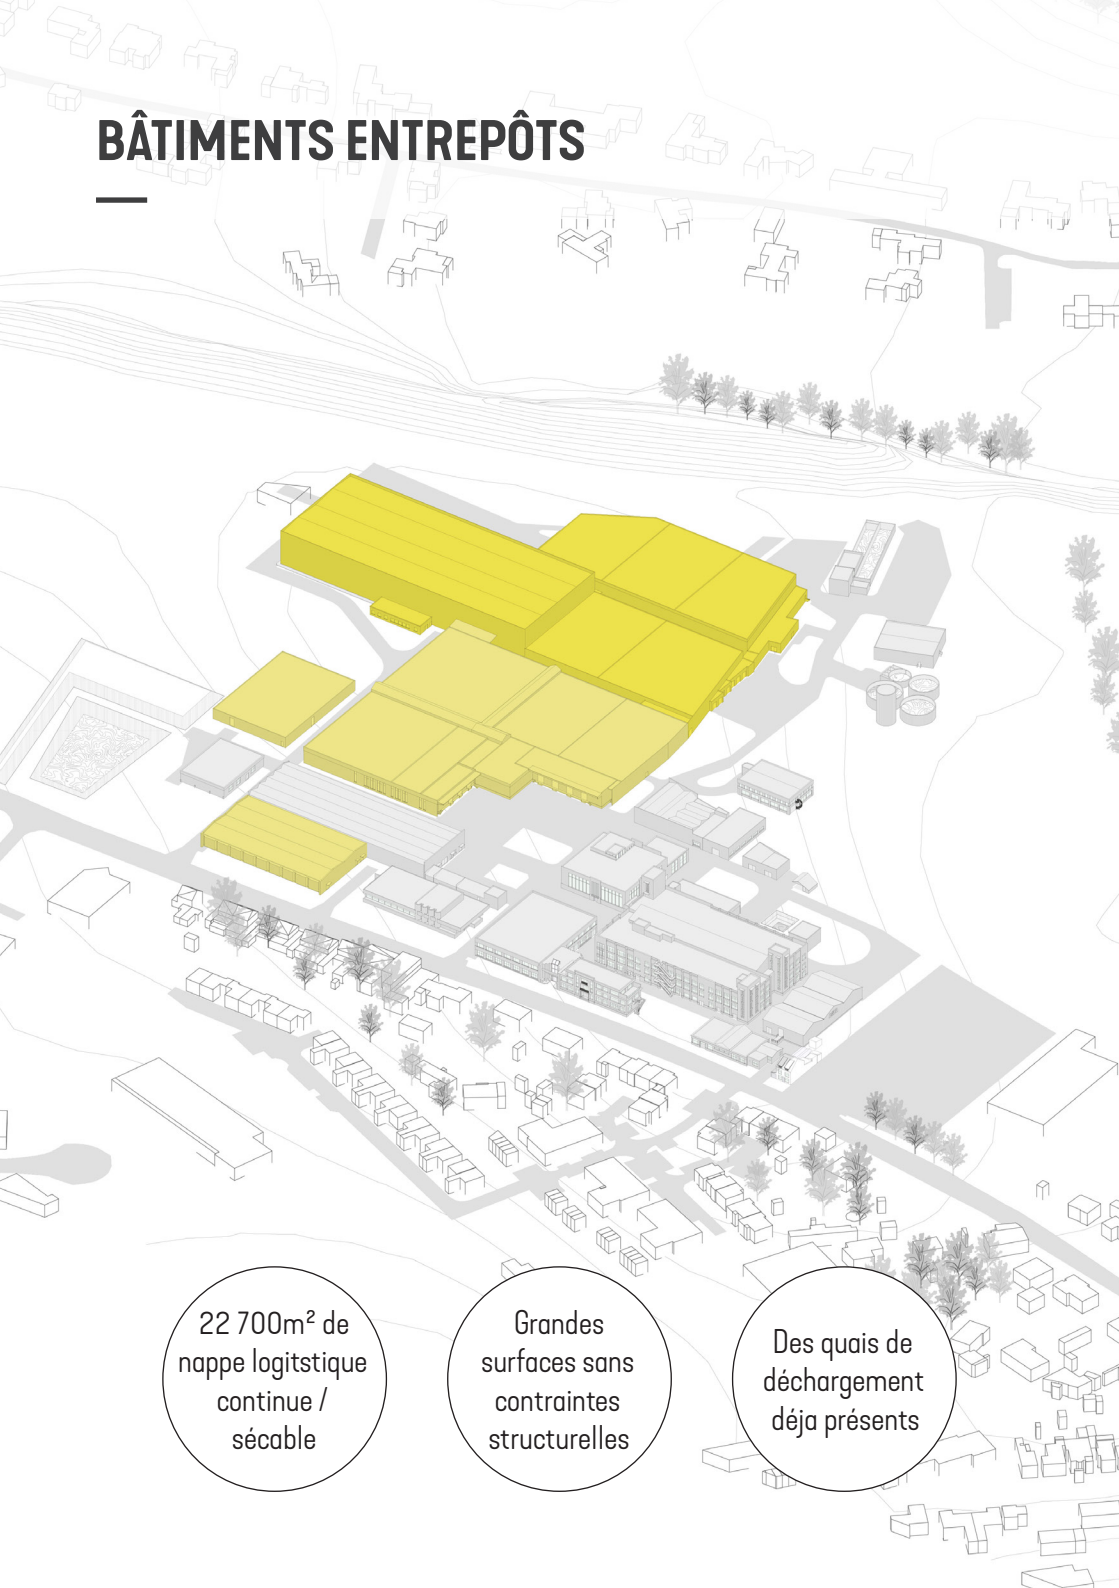 BÂTIMENTS ENTREPÔTS
22 700m² de
nappe logitstique
continue /
sécable
Grandes
surfaces sans
contraintes
structurelles
Des quais de
déchargement
déja présents